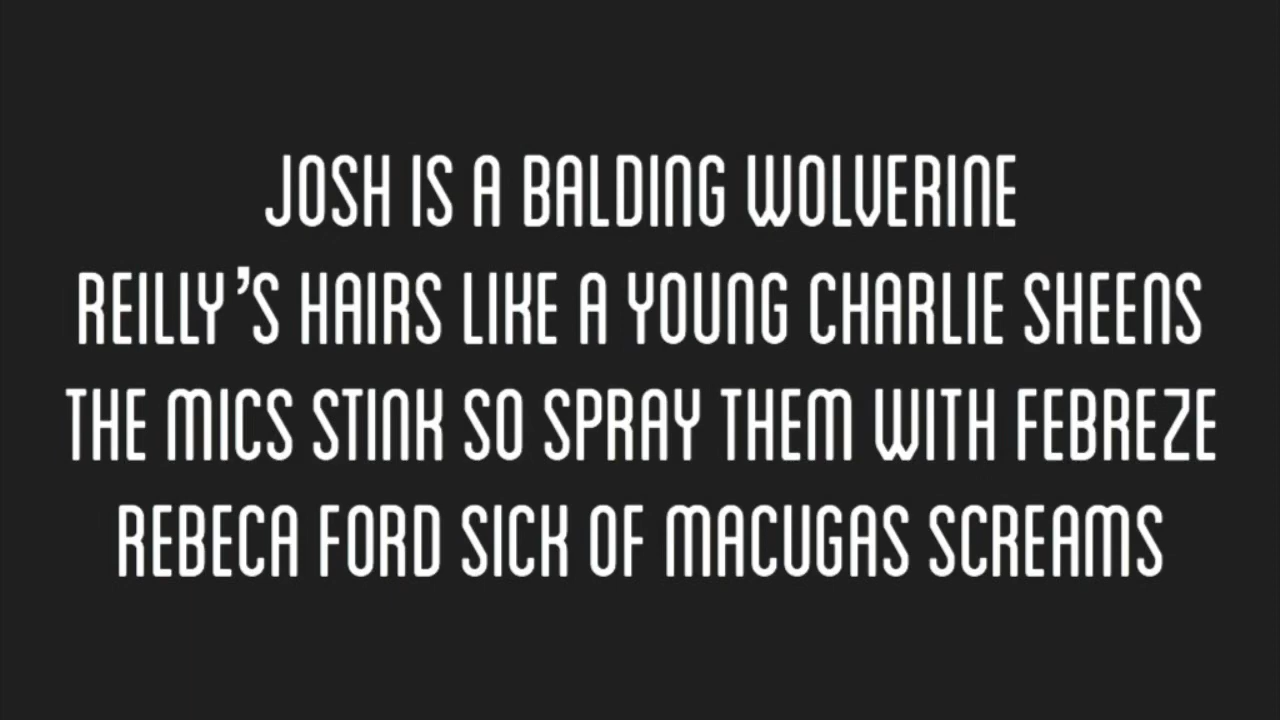 JOSH IS A BALDING WOLVERINE
REILLY'S HAIRS LIKE A YOUNG CHARLIE SHEENS
THE MICS STINK SO SPRAY THEM WITH FEBREZE
REBECA FORD SICK OF MACUGAS SCREAMS